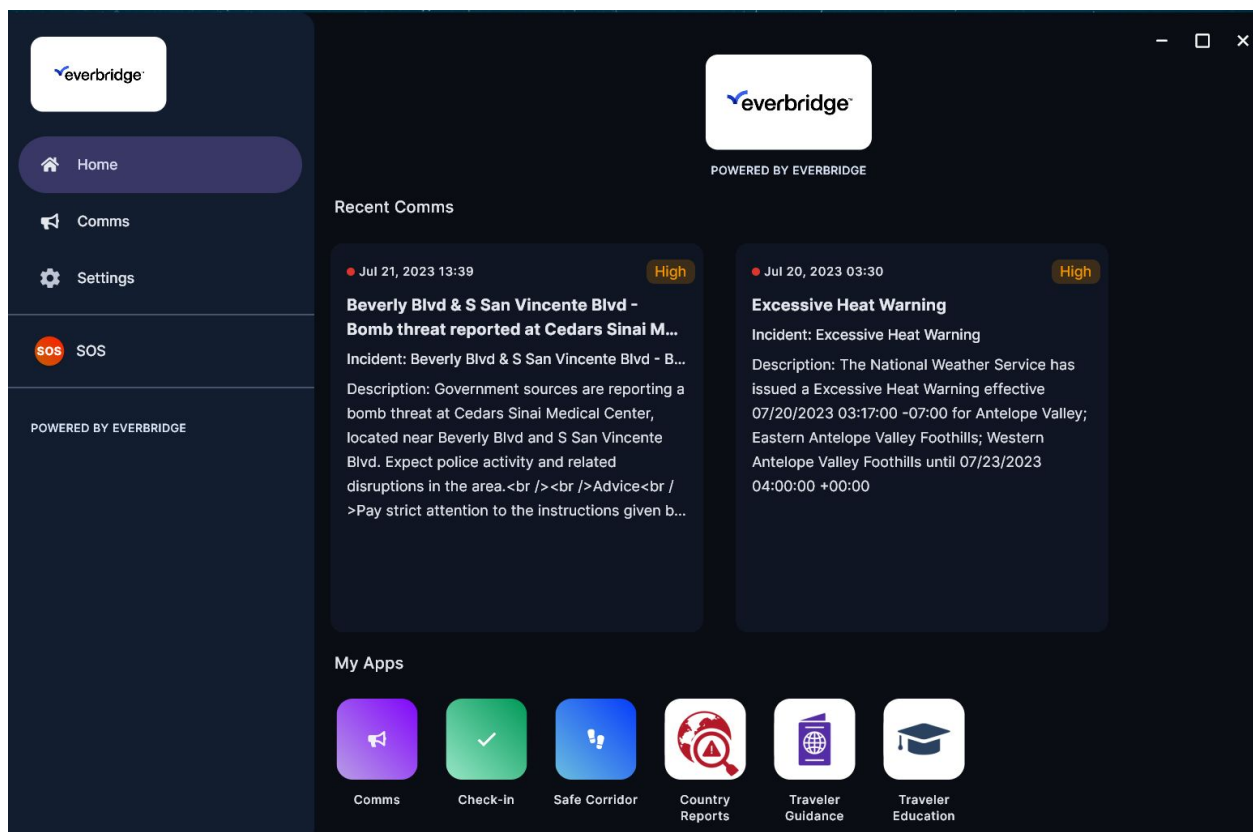 everbridge
Home
Comms
Settings
SOS SOS
POWERED BY EVERBRIDGE
everbridge
POWERED BY EVERBRIDGE
Recent Comms
Jul 21, 2023 13:39 High
Beverly Blvd & S San Vincente Blvd -
Bomb threat reported at Cedars Sinai M...
Incident: Beverly Blvd & S San Vincente Blvd - B...
Description: Government sources are reporting a
bomb threat at Cedars Sinai Medical Center,
located near Beverly Blvd and S San Vincente
Blvd. Expect police activity and related
disruptions in the area.<br /><br />Advice<br /
>Pay strict attention to the instructions given b...
Jul 20, 2023 03:30 High
Excessive Heat Warning
Incident: Excessive Heat Warning
Description: The National Weather Service has
issued a Excessive Heat Warning effective
07/20/2023 03:17:00 -07:00 for Antelope Valley;
Eastern Antelope Valley Foothills; Western
Antelope Valley Foothills until 07/23/2023
04:00:00 +00:00
My Apps
Comms
Check-in
Safe Corridor
Country
Reports
Traveler
Guidance
Traveler
Education